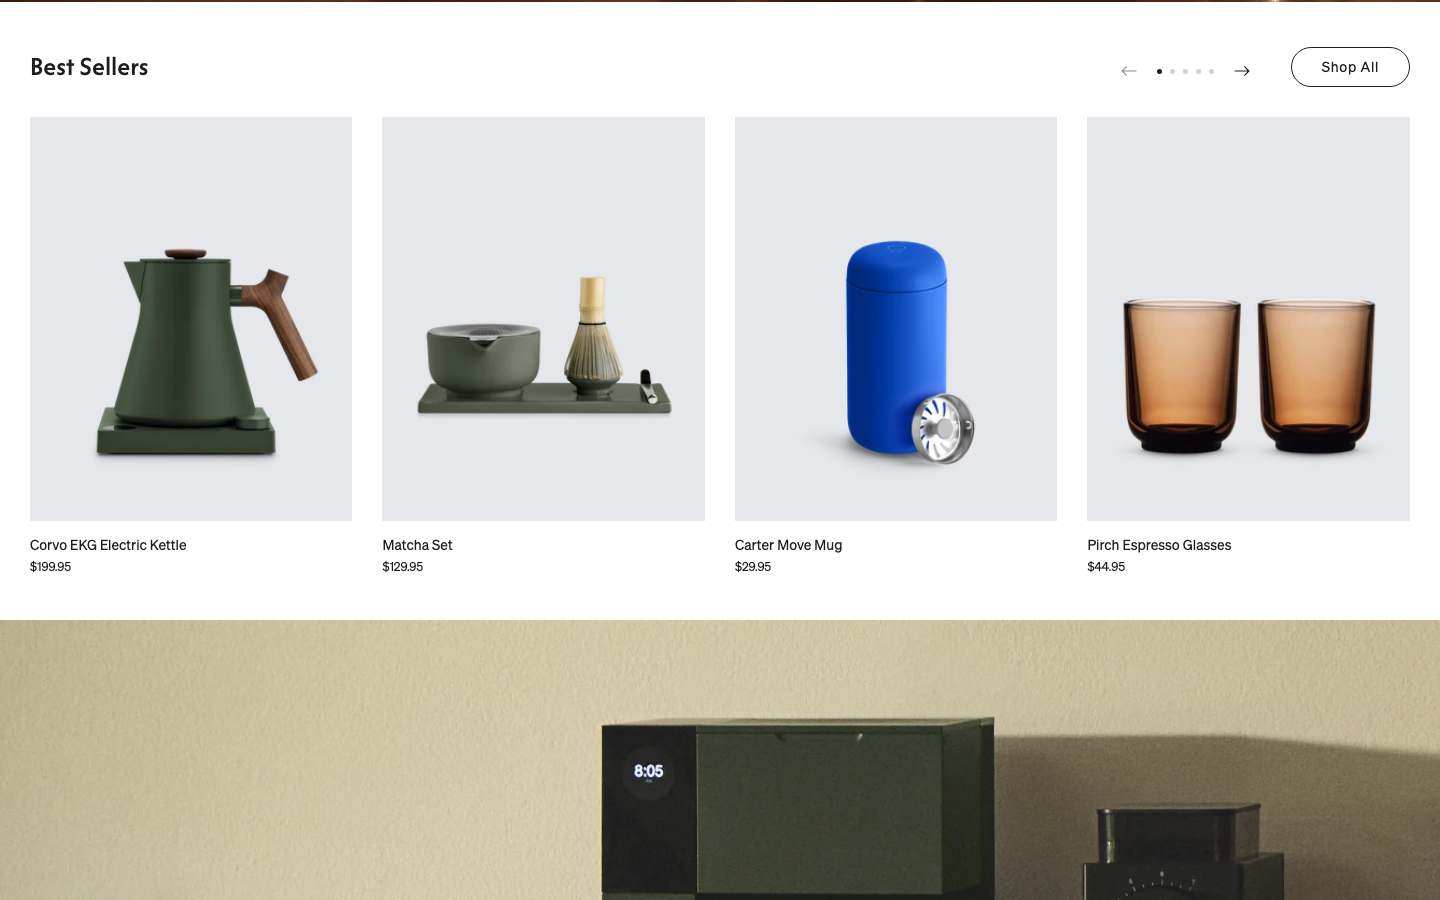 Best Sellers
Shop All
Corvo EKG Electric Kettle
$199.95
Matcha Set
$129.95
Carter Move Mug
$29.95
Pirch Espresso Glasses
$44.95
8:05